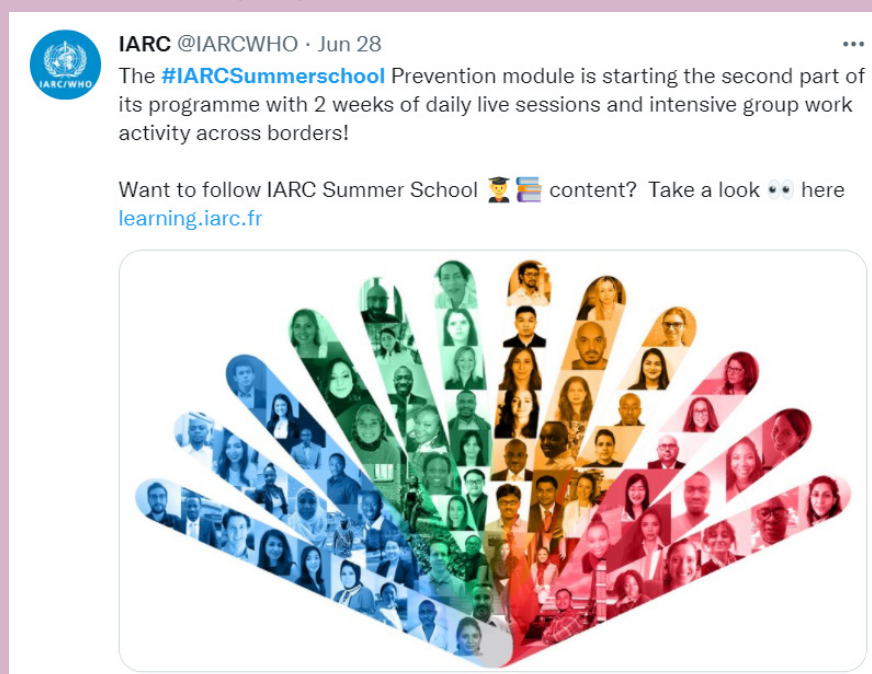 IARC @IARCWHO · Jun 28
IARC/WHO
The #IARCSummerschool Prevention module is starting the second part of
its programme with 2 weeks of daily live sessions and intensive group work
activity across borders!
Want to follow IARC Summer School 👨‍🎓📚 content? Take a look 👀 here
learning.iarc.fr